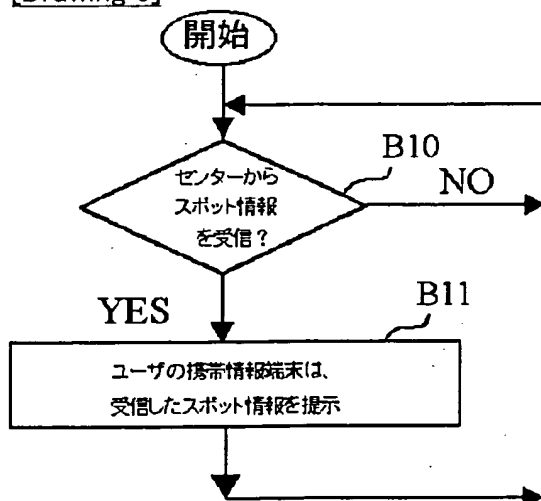 開始
B10
センターから
スポット情報
を受信？
NO
YES
B11
ユーザの携帯情報端末は、
受信したスポット情報を提示